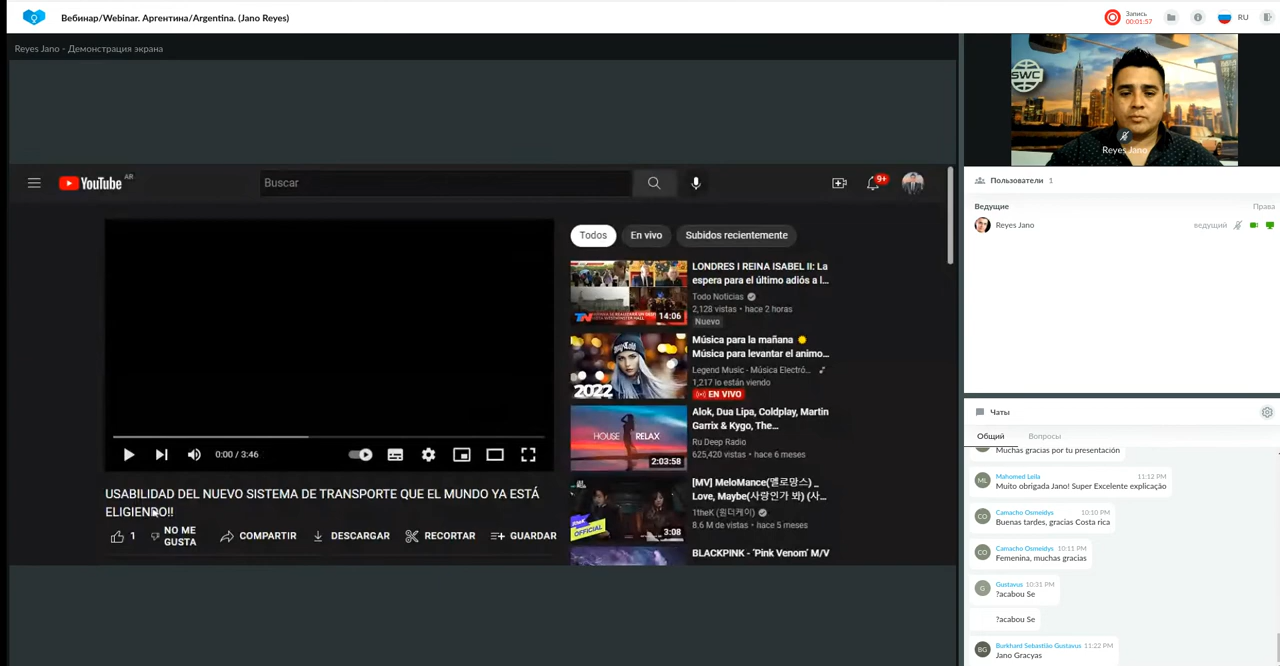 Вебинар/Webinar. Аргентина/Argentina. (Jano Reyes)
Запись
00:01:57
RU
Reyes Jano - Демонстрация экрана
YouTube AR
Buscar
9+
0:00 / 3:46
USABILIDAD DEL NUEVO SISTEMA DE TRANSPORTE QUE EL MUNDO YA ESTÁ
ELIGIENDO!!
1
NO ME
GUSTA
COMPARTIR
DESCARGAR
RECORTAR
GUARDAR
Todos
En vivo
Subidos recientemente
TN
14:06
LONDRES I REINA ISABEL II: La
espera para el último adiós a l...
Todo Noticias
2,128 vistas • hace 2 horas
Nuevo
2022
Música para la mañana
Música para levantar el animo...
Legend Music - Música Electró...
1,217 lo están viendo
EN VIVO
HOUSE RELAX
2:03:58
Alok, Dua Lipa, Coldplay, Martin
Garrix & Kygo, The...
Ru Deep Radio
625,420 vistas • hace 6 meses
OFFICIAL
3:08
[MV] MeloMance(멜로망스) _
Love, Maybe(사랑인가 봐) (사...
1theK (원더케이)
8.6 M de vistas • hace 5 meses
BLACKPINK - ‘Pink Venom’ M/V
SWC
Reyes Jano
Пользователи 1
Ведущие
Права
Reyes Jano
ведущий
Чаты
Общий
Вопросы
Muchas gracias por tu presentación
ML
Mahomed Leila 11:12 PM
Muito obrigada Jano! Super Excelente explicação
CO
Camacho Osmeidys 10:10 PM
Buenas tardes, gracias Costa rica
CO
Camacho Osmeidys 10:11 PM
Femenina, muchas gracias
G
Gustavus 10:31 PM
?acabou Se
?acabou Se
BG
Burkhard Sebastião Gustavus 11:22 PM
Jano Gracyas